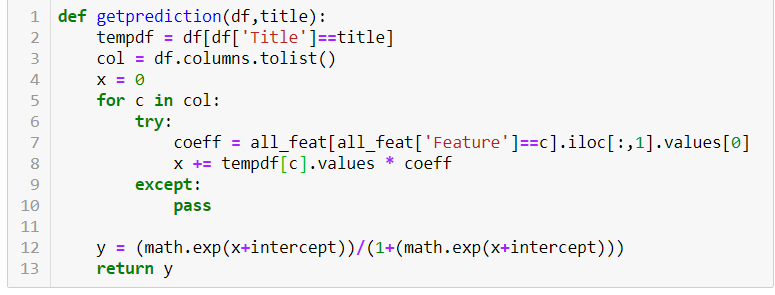 1 def getprediction(df,title):
2     tempdf = df[df['Title']==title]
3     col = df.columns.tolist()
4     x = 0
5     for c in col:
6         try:
7             coeff = all_feat[all_feat['Feature']==c].iloc[:,1].values[0]
8             x += tempdf[c].values * coeff
9         except:
10             pass
11
12     y = (math.exp(x+intercept))/(1+(math.exp(x+intercept)))
13     return y